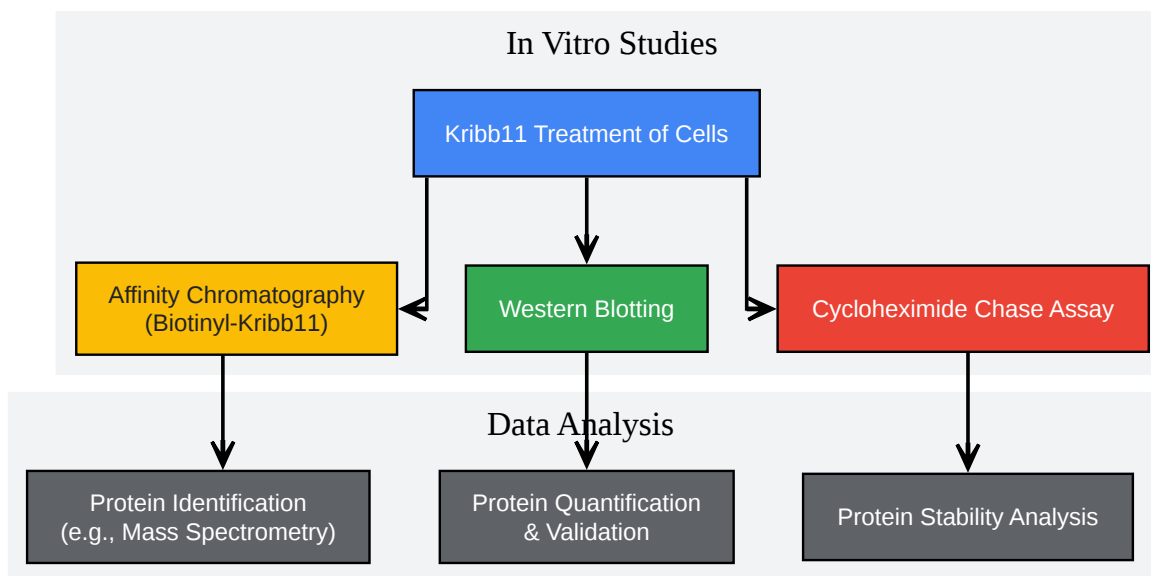 In Vitro Studies
Kribb11 Treatment of Cells
Affinity Chromatography
(Biotinyl-Kribb11)
Western Blotting
Cycloheximide Chase Assay
Data Analysis
Protein Identification
(e.g., Mass Spectrometry)
Protein Quantification
& Validation
Protein Stability Analysis